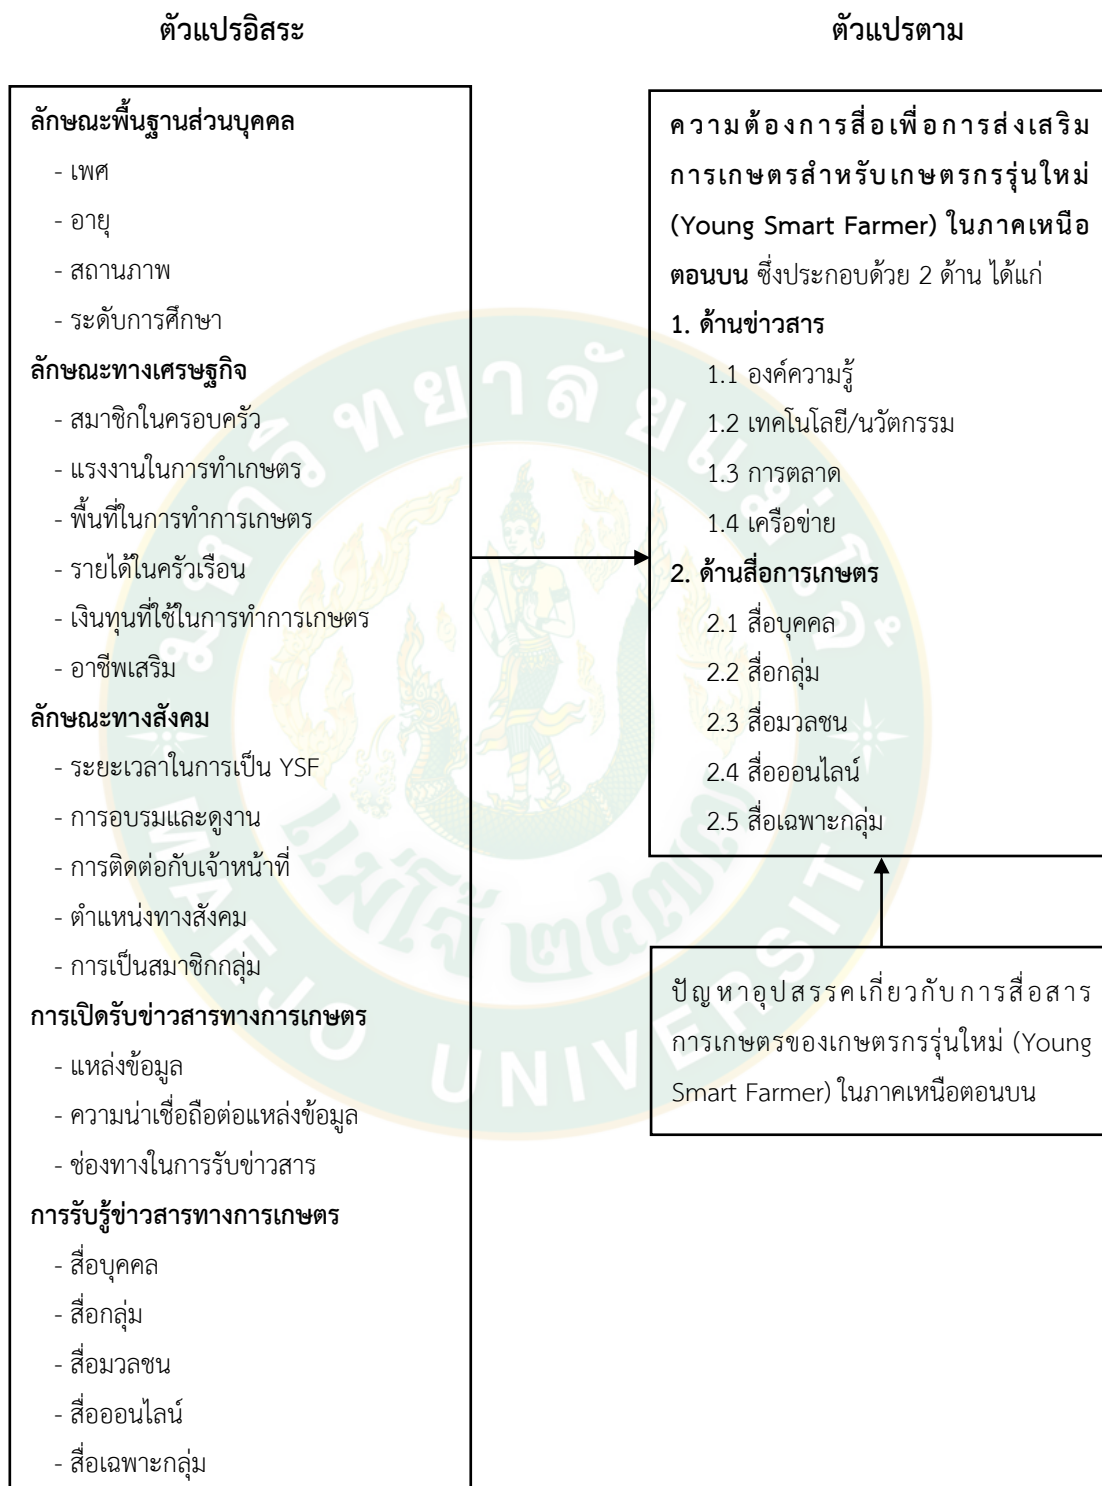 ตัวแปรอิสระ
ลักษณะพื้นฐานส่วนบุคคล
- เพศ
- อายุ
- สถานภาพ
- ระดับการศึกษา
ลักษณะทางเศรษฐกิจ
- สมาชิกในครอบครัว
- แรงงานในการทำเกษตร
- พื้นที่ในการทำการเกษตร
- รายได้ในครัวเรือน
- เงินทุนที่ใช้ในการทำการเกษตร
- อาชีพเสริม
ลักษณะทางสังคม
- ระยะเวลาในการเป็น YSF
- การอบรมและดูงาน
- การติดต่อกับเจ้าหน้าที่
- ตำแหน่งทางสังคม
- การเป็นสมาชิกกลุ่ม
การเปิดรับข่าวสารทางการเกษตร
- แหล่งข้อมูล
- ความน่าเชื่อถือต่อแหล่งข้อมูล
- ช่องทางในการรับข่าวสาร
การรับรู้ข่าวสารทางการเกษตร
- สื่อบุคคล
- สื่อกลุ่ม
- สื่อมวลชน
- สื่อออนไลน์
- สื่อเฉพาะกลุ่ม
ตัวแปรตาม
ความต้องการสื่อเพื่อการส่งเสริม
การเกษตรสำหรับเกษตรกรรุ่นใหม่
(Young Smart Farmer) ในภาคเหนือ
ตอนบน ซึ่งประกอบด้วย 2 ด้าน ได้แก่
1. ด้านข่าวสาร
1.1 องค์ความรู้
1.2 เทคโนโลยี/นวัตกรรม
1.3 การตลาด
1.4 เครือข่าย
2. ด้านสื่อการเกษตร
2.1 สื่อบุคคล
2.2 สื่อกลุ่ม
2.3 สื่อมวลชน
2.4 สื่อออนไลน์
2.5 สื่อเฉพาะกลุ่ม
ปัญหาอุปสรรคเกี่ยวกับการสื่อสาร
การเกษตรของเกษตรกรรุ่นใหม่ (Young
Smart Farmer) ในภาคเหนือตอนบน
มหาวิทยาลัยแม่โจ้
แม่โจ้ ๒๔๗๗
MAEJO UNIVERSITY